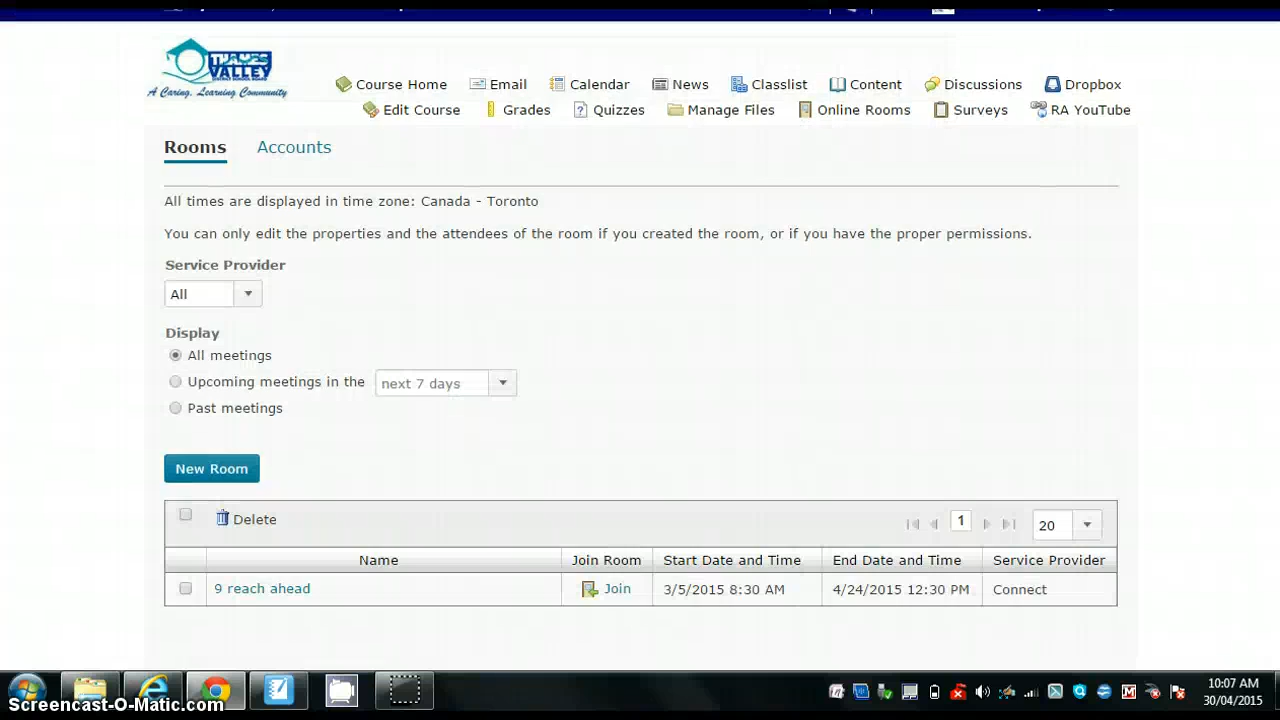 THAMES
VALLEY
DISTRICT SCHOOL BOARD
A Caring, Learning Community
Course Home Email Calendar News Classlist Content Discussions Dropbox
Edit Course Grades Quizzes Manage Files Online Rooms Surveys RA YouTube
Rooms Accounts
All times are displayed in time zone: Canada - Toronto
You can only edit the properties and the attendees of the room if you created the room, or if you have the proper permissions.
Service Provider
All
Display
All meetings
Upcoming meetings in the next 7 days
Past meetings
New Room
Delete 1 20
Name Join Room Start Date and Time End Date and Time Service Provider
9 reach ahead Join 3/5/2015 8:30 AM 4/24/2015 12:30 PM Connect
10:07 AM
Screencast-O-Matic.com 30/04/2015